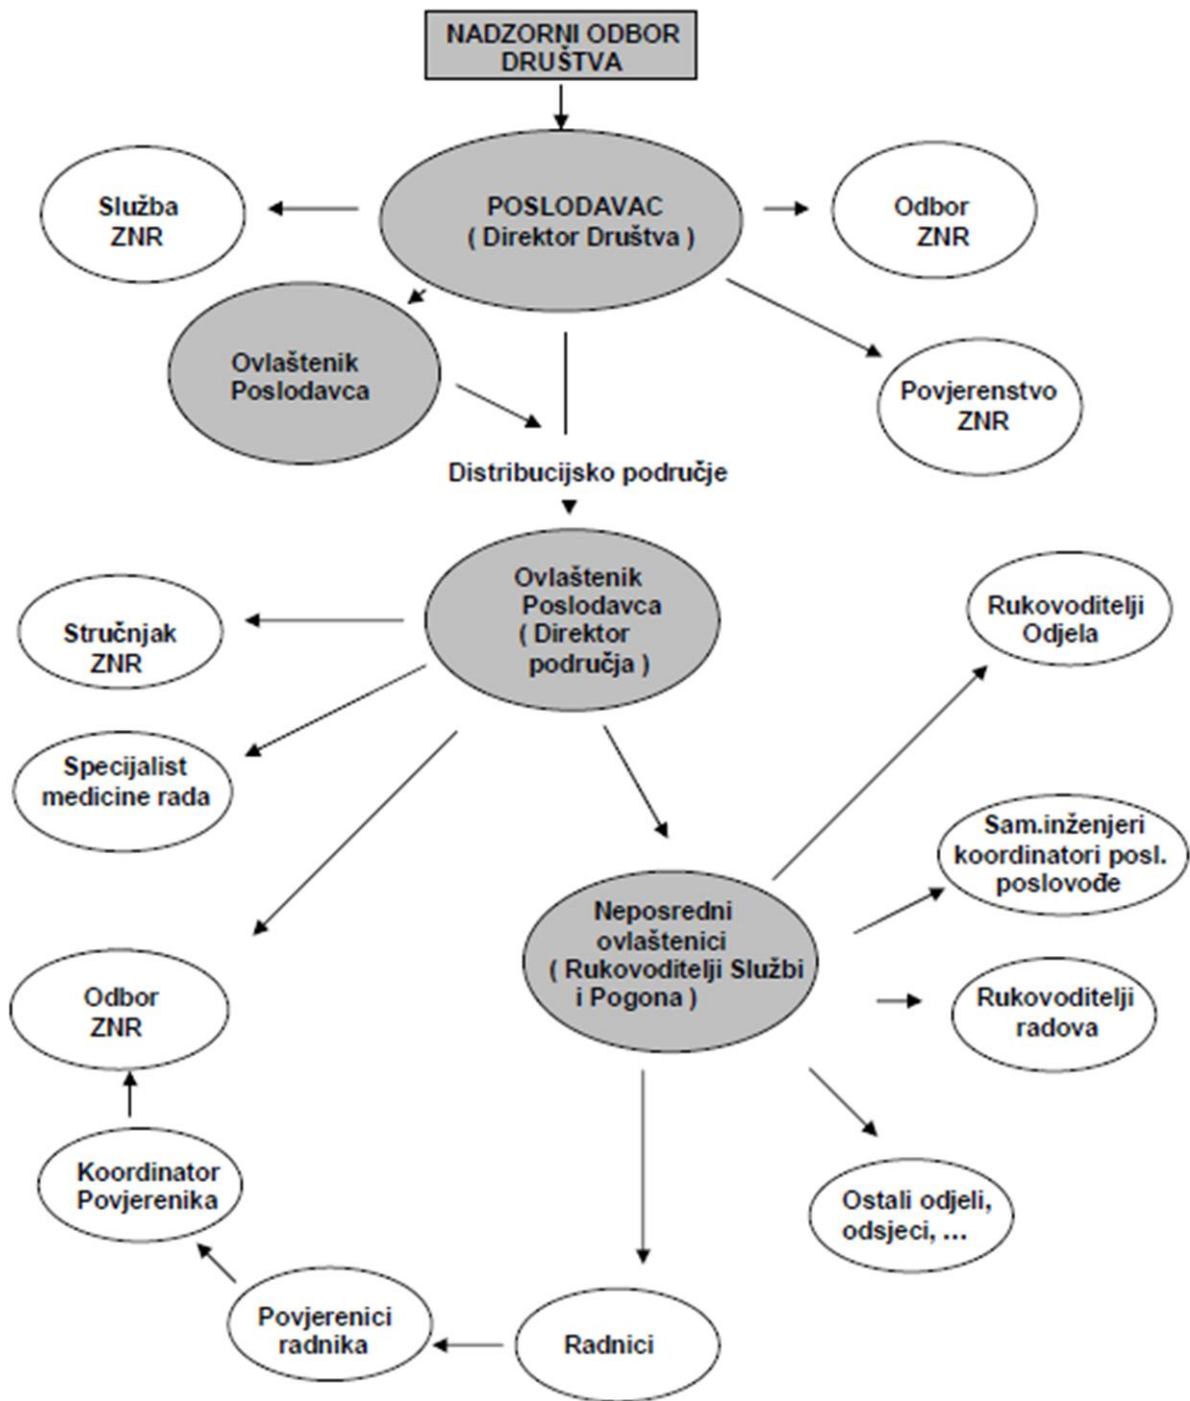 NADZORNI ODBOR
DRUŠTVA
Služba
ZNR
POSLODAVAC
( Direktor Društva )
Odbor
ZNR
Ovlaštenik
Poslodavca
Povjerenstvo
ZNR
Distribucijsko područje
Ovlaštenik
Poslodavca
( Direktor
područja )
Rukovoditelji
Odjela
Stručnjak
ZNR
Specijalist
medicine rada
Sam.inženjeri
koordinatori posl.
poslovođe
Neposredni
ovlaštenici
( Rukovoditelji Službi
i Pogona )
Odbor
ZNR
Rukovoditelji
radova
Koordinator
Povjerenika
Ostali odjeli,
odsjeci, ...
Povjerenici
radnika
Radnici